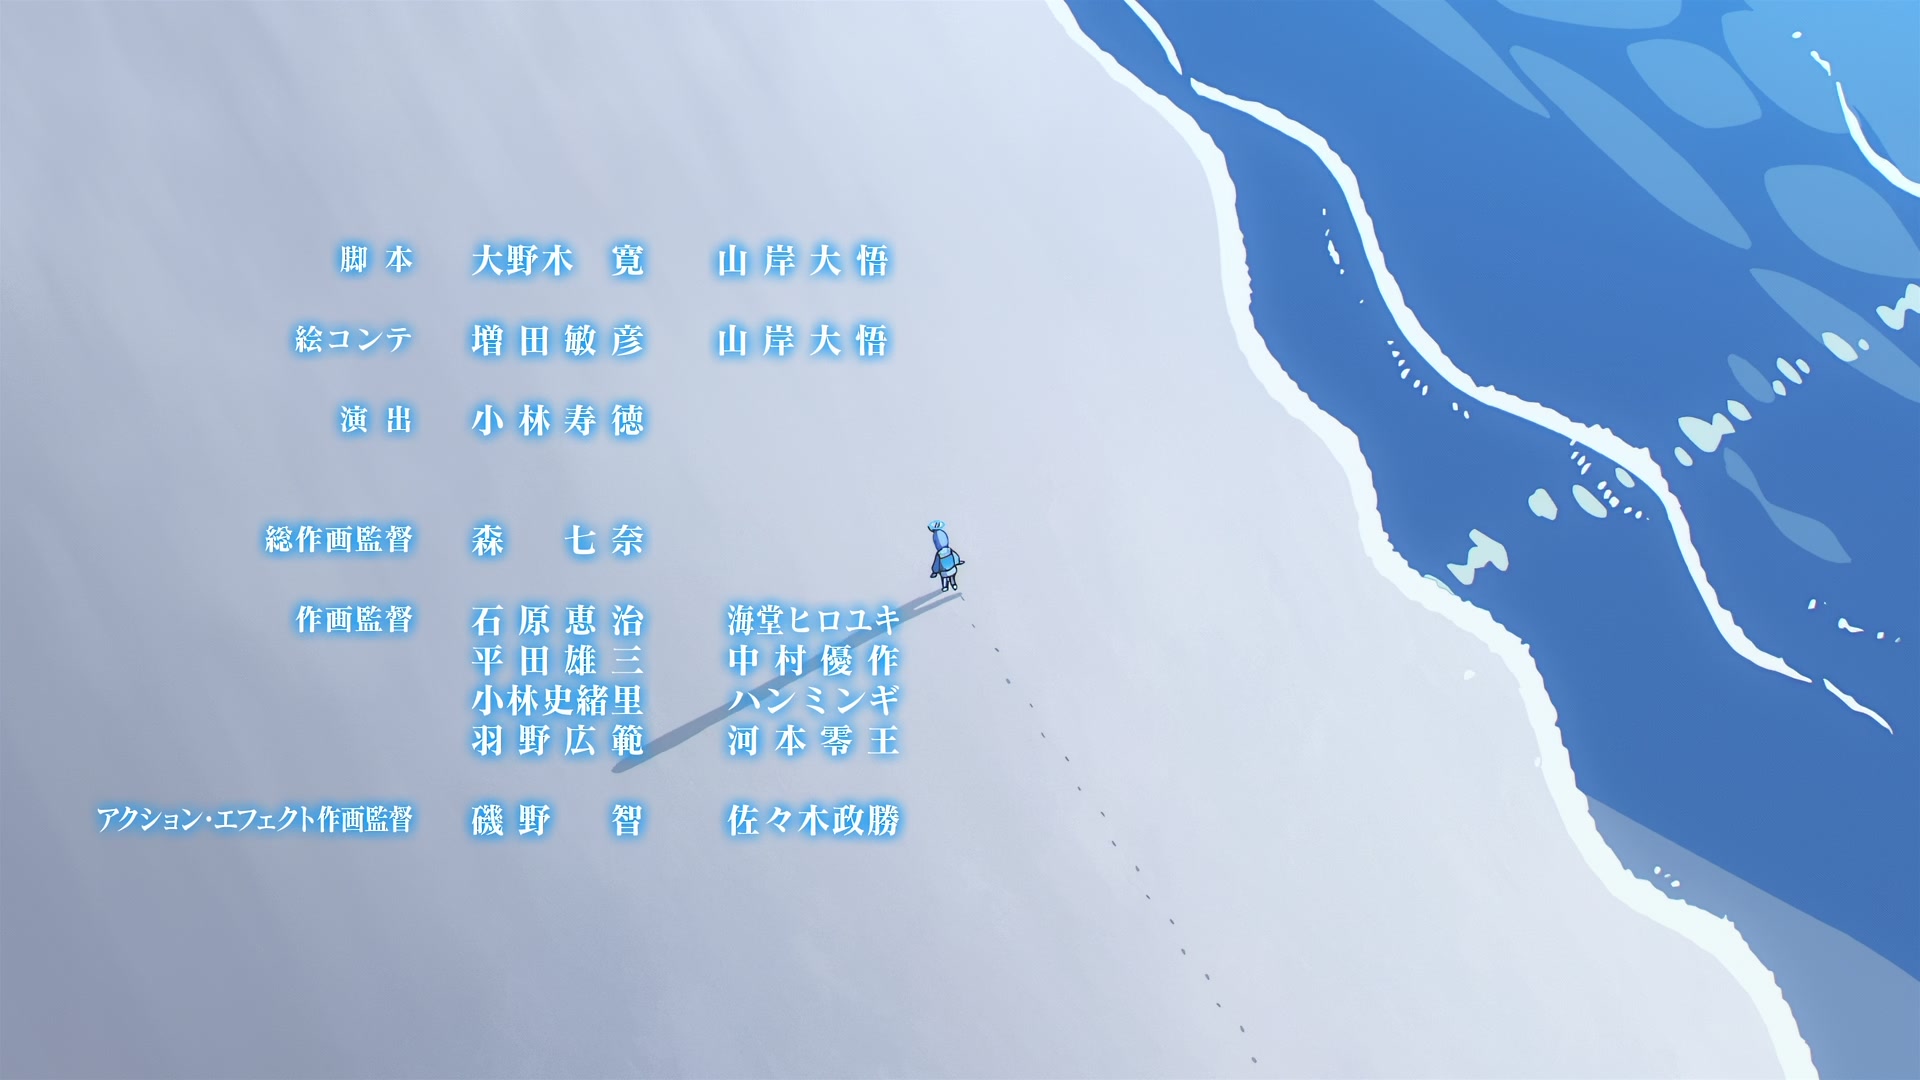 脚本 大野木 寛 山岸大悟
絵コンテ 増田敏彦 山岸大悟
演出 小林寿徳
総作画監督 森 七奈
作画監督 石原恵治 海堂ヒロユキ
平田雄三 中村優作
小林史緒里 ハンミンギ
羽野広範 河本零王
アクション・エフェクト作画監督 磯野 智 佐々木政勝